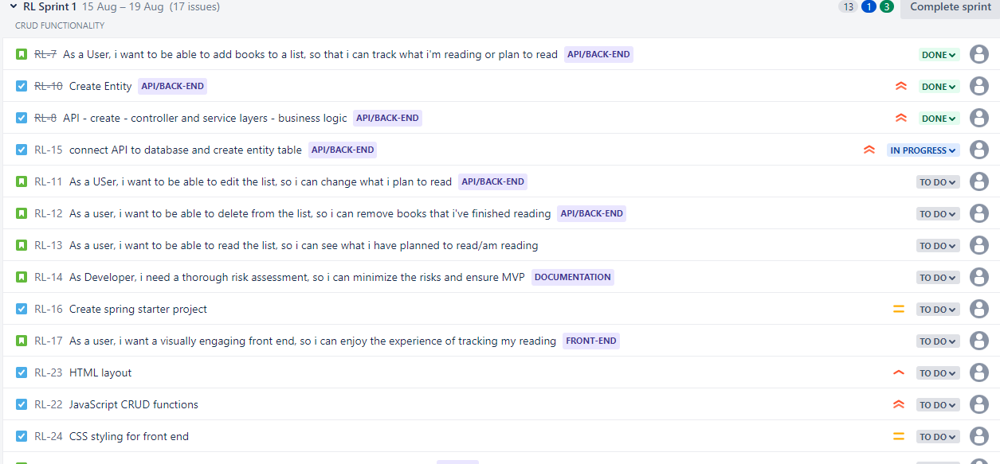 RL Sprint 1 15 Aug – 19 Aug (17 issues) 13 1 3 Complete sprint
CRUD FUNCTIONALITY
RL-7 As a User, i want to be able to add books to a list, so that i can track what i'm reading or plan to read API/BACK-END DONE
RL-10 Create Entity API/BACK-END DONE
RL-8 API - create - controller and service layers - business logic API/BACK-END DONE
RL-15 connect API to database and create entity table API/BACK-END IN PROGRESS
RL-11 As a USer, i want to be able to edit the list, so i can change what i plan to read API/BACK-END TO DO
RL-12 As a user, i want to be able to delete from the list, so i can remove books that i've finished reading API/BACK-END TO DO
RL-13 As a user, i want to be able to read the list, so i can see what i have planned to read/am reading TO DO
RL-14 As Developer, i need a thorough risk assessment, so i can minimize the risks and ensure MVP DOCUMENTATION TO DO
RL-16 Create spring starter project TO DO
RL-17 As a user, i want a visually engaging front end, so i can enjoy the experience of tracking my reading FRONT-END TO DO
RL-23 HTML layout TO DO
RL-22 JavaScript CRUD functions TO DO
RL-24 CSS styling for front end TO DO